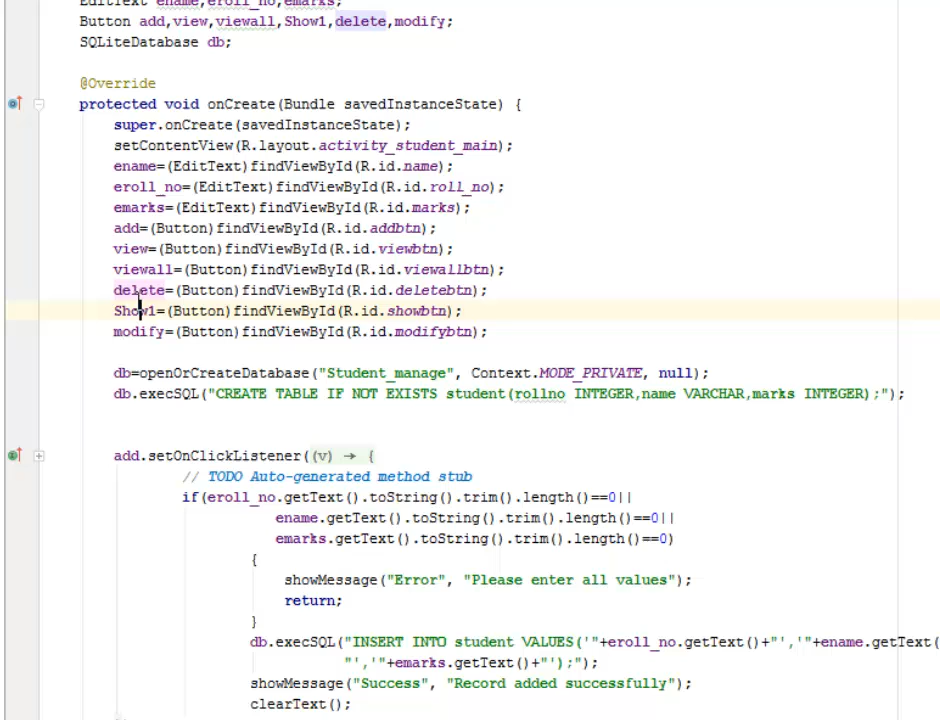 EditText ename,eroll_no,emarks;
Button add,view,viewall,Show1,delete,modify;
SQLiteDatabase db;
@Override
protected void onCreate(Bundle savedInstanceState) {
super.onCreate(savedInstanceState);
setContentView(R.layout.activity_student_main);
ename=(EditText)findViewById(R.id.name);
eroll_no=(EditText)findViewById(R.id.roll_no);
emarks=(EditText)findViewById(R.id.marks);
add=(Button)findViewById(R.id.addbtn);
view=(Button)findViewById(R.id.viewbtn);
viewall=(Button)findViewById(R.id.viewallbtn);
delete=(Button)findViewById(R.id.deletebtn);
Show1=(Button)findViewById(R.id.showbtn);
modify=(Button)findViewById(R.id.modifybtn);
db=openOrCreateDatabase("Student_manage", Context.MODE_PRIVATE, null);
db.execSQL("CREATE TABLE IF NOT EXISTS student(rollno INTEGER,name VARCHAR,marks INTEGER);");
add.setOnClickListener((v) → {
// TODO Auto-generated method stub
if(eroll_no.getText().toString().trim().length()==0||
ename.getText().toString().trim().length()==0||
emarks.getText().toString().trim().length()==0)
{
showMessage("Error", "Please enter all values");
return;
}
db.execSQL("INSERT INTO student VALUES('"+eroll_no.getText()+"','"+ename.getText(
"','"+emarks.getText()+"');");
showMessage("Success", "Record added successfully");
clearText();